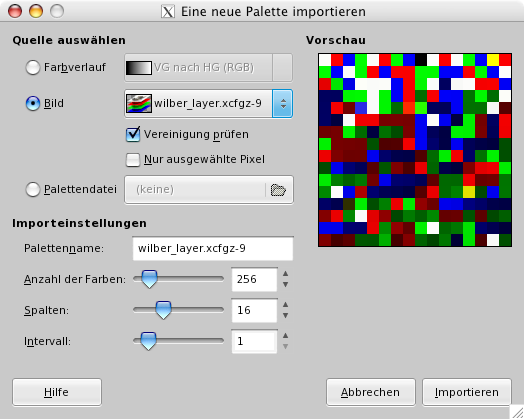 X Eine neue Palette importieren
Quelle auswählen
Vorschau
Farbverlauf
VG nach HG (RGB)
Bild
wilber_layer.xcfgz-9
Vereinigung prüfen
Nur ausgewählte Pixel
Palettendatei
(keine)
Importeinstellungen
Palettenname:
wilber_layer.xcfgz-9
Anzahl der Farben:
256
Spalten:
16
Intervall:
1
Hilfe
Abbrechen
Importieren